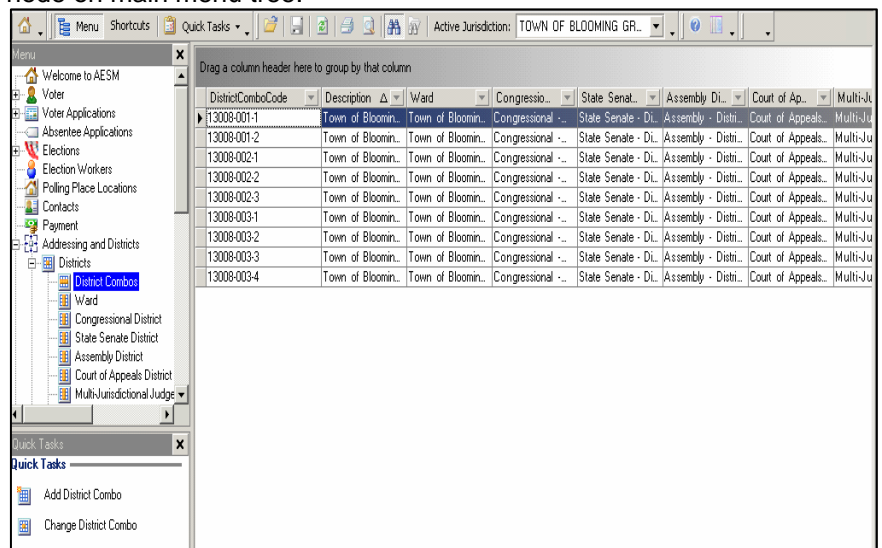 node on main menu tree.
Menu Shortcuts Quick Tasks Active Jurisdiction: TOWN OF BLOOMING GR...
Menu
Welcome to AESM
Voter
Voter Applications
Absentee Applications
Elections
Election Workers
Polling Place Locations
Contacts
Payment
Addressing and Districts
Districts
District Combos
Ward
Congressional District
State Senate District
Assembly District
Court of Appeals District
Multi-Jurisdictional Judge
Quick Tasks
Quick Tasks
Add District Combo
Change District Combo
Drag a column header here to group by that column
DistrictComboCode Description Ward Congressio... State Senat... Assembly Di... Court of Ap... Multi-Ju
13008-001-1 Town of Bloomin... Town of Bloomin... Congressional -... State Senate - Di... Assembly - Distri... Court of Appeals... Multi-Ju
13008-001-2 Town of Bloomin... Town of Bloomin... Congressional -... State Senate - Di... Assembly - Distri... Court of Appeals... Multi-Ju
13008-002-1 Town of Bloomin... Town of Bloomin... Congressional -... State Senate - Di... Assembly - Distri... Court of Appeals... Multi-Ju
13008-002-2 Town of Bloomin... Town of Bloomin... Congressional -... State Senate - Di... Assembly - Distri... Court of Appeals... Multi-Ju
13008-002-3 Town of Bloomin... Town of Bloomin... Congressional -... State Senate - Di... Assembly - Distri... Court of Appeals... Multi-Ju
13008-003-1 Town of Bloomin... Town of Bloomin... Congressional -... State Senate - Di... Assembly - Distri... Court of Appeals... Multi-Ju
13008-003-2 Town of Bloomin... Town of Bloomin... Congressional -... State Senate - Di... Assembly - Distri... Court of Appeals... Multi-Ju
13008-003-3 Town of Bloomin... Town of Bloomin... Congressional -... State Senate - Di... Assembly - Distri... Court of Appeals... Multi-Ju
13008-003-4 Town of Bloomin... Town of Bloomin... Congressional -... State Senate - Di... Assembly - Distri... Court of Appeals... Multi-Ju